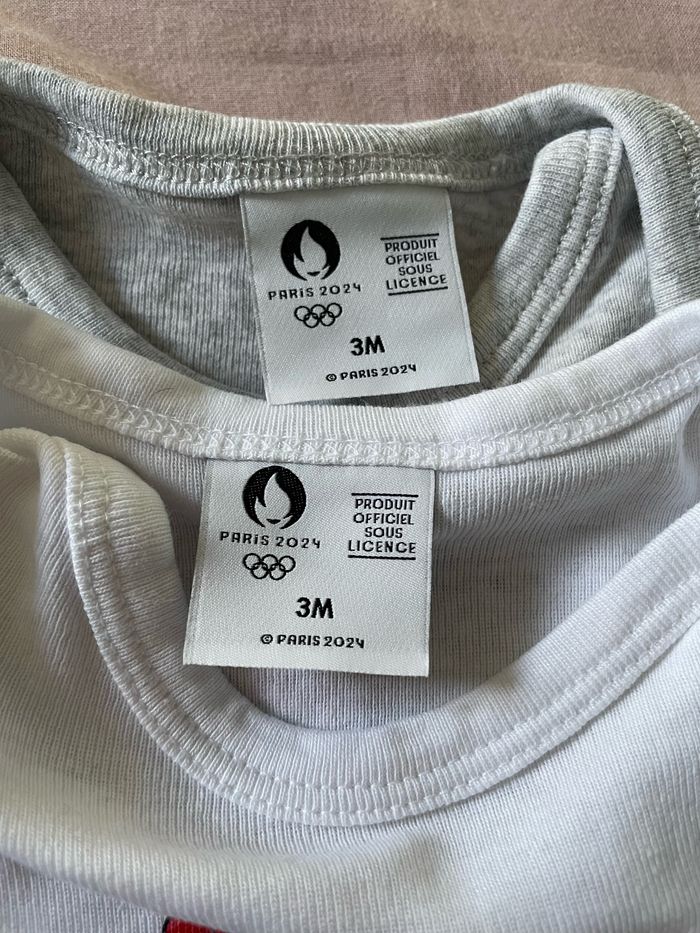 PARIS 2024
PRODUIT
OFFICIEL
SOUS
LICENCE
3M
© PARIS 2024
PARIS 2024
PRODUIT
OFFICIEL
SOUS
LICENCE
3M
© PARIS 2024